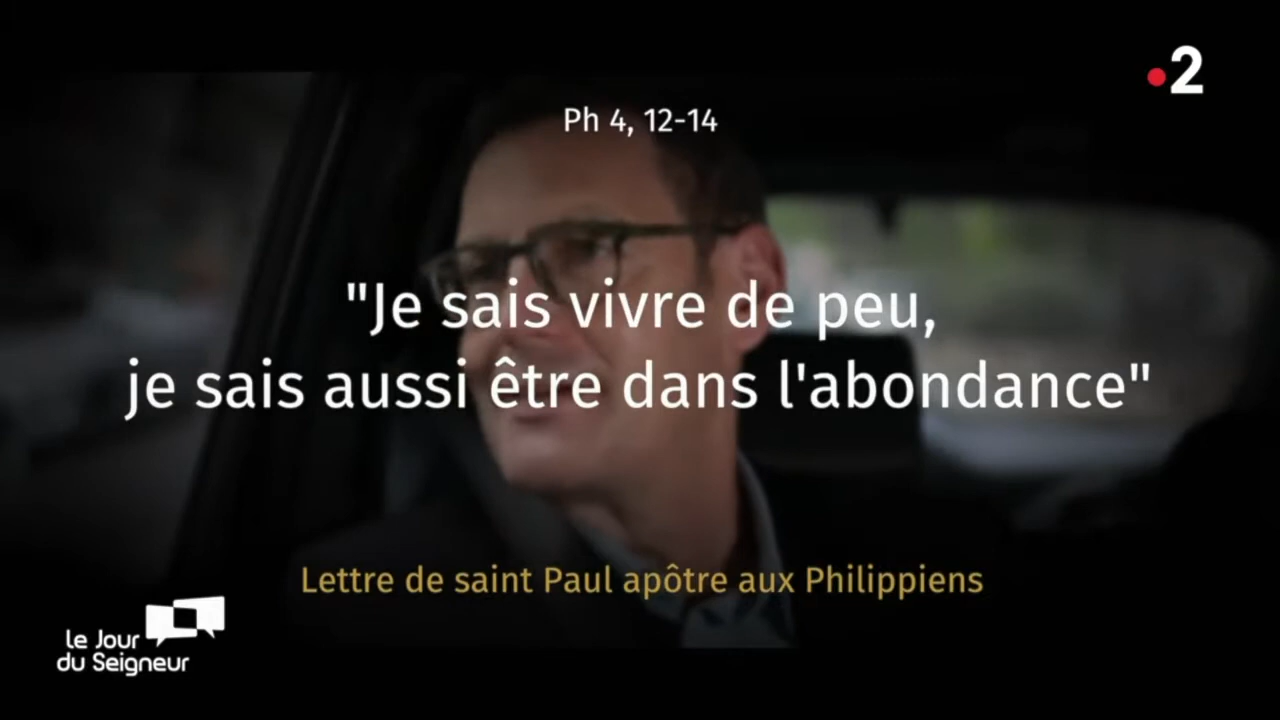 2
Ph 4, 12-14
"Je sais vivre de peu,
je sais aussi être dans l'abondance"
Lettre de saint Paul apôtre aux Philippiens
le Jour
du Seigneur